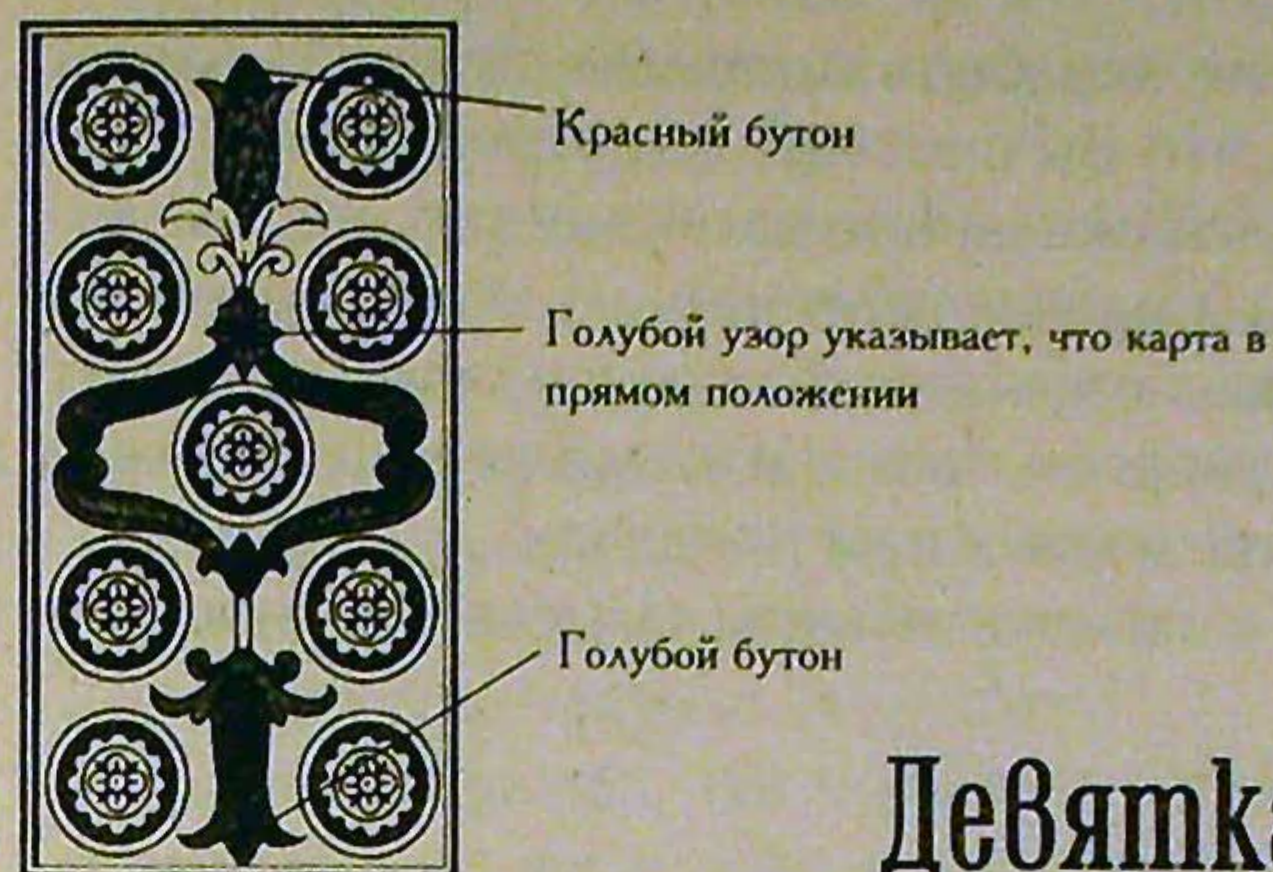 Красный бутон
Голубой узор указывает, что карта в
прямом положении
Голубой бутон
Девятка